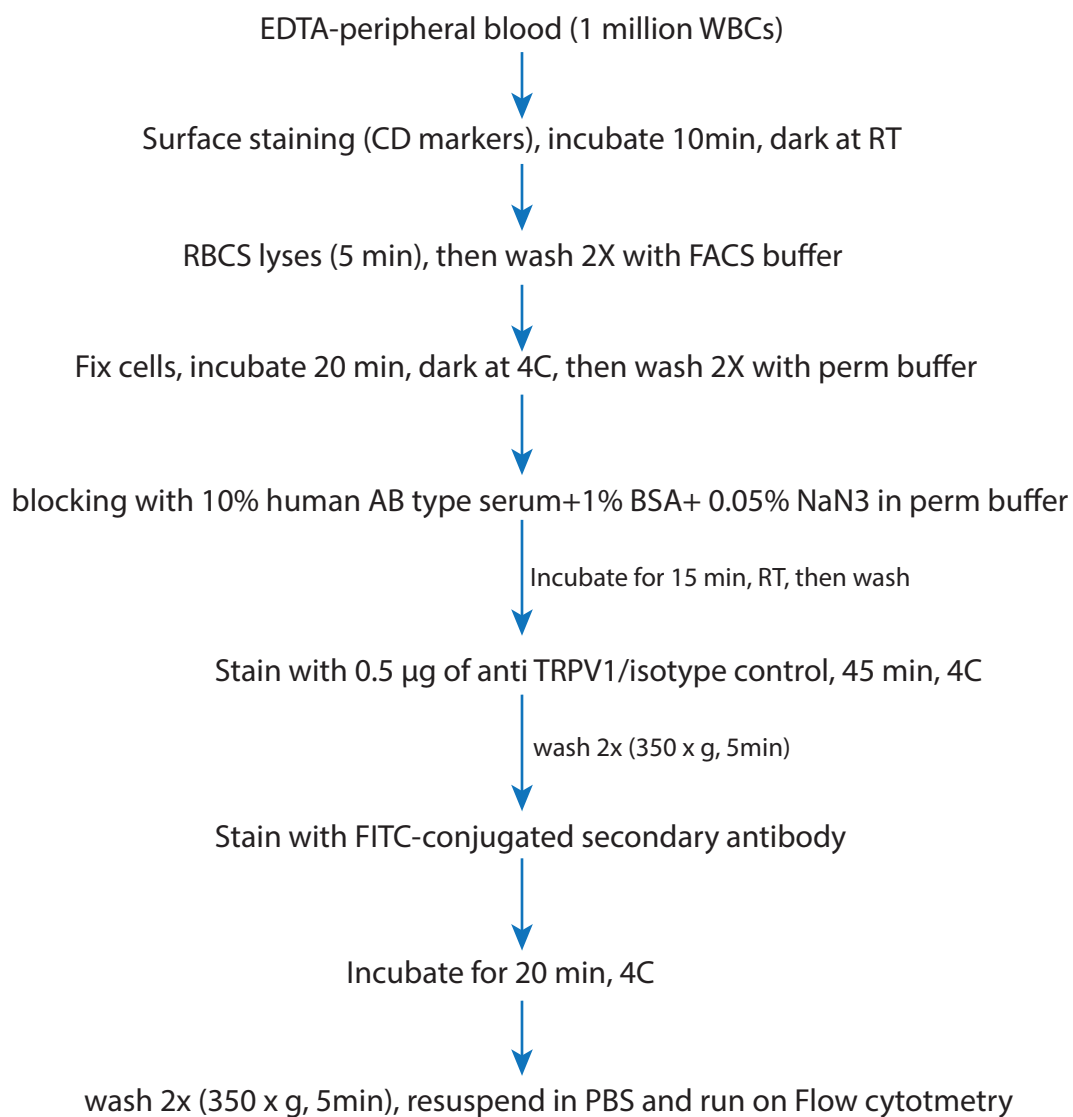 EDTA-peripheral blood (1 million WBCs)
Surface staining (CD markers), incubate 10min, dark at RT
RBCS lyses (5 min), then wash 2X with FACS buffer
Fix cells, incubate 20 min, dark at 4C, then wash 2X with perm buffer
blocking with 10% human AB type serum+1% BSA+ 0.05% NaN3 in perm buffer
Incubate for 15 min, RT, then wash
Stain with 0.5 µg of anti TRPV1/isotype control, 45 min, 4C
wash 2x (350 x g, 5min)
Stain with FITC-conjugated secondary antibody
Incubate for 20 min, 4C
wash 2x (350 x g, 5min), resuspend in PBS and run on Flow cytotmetry